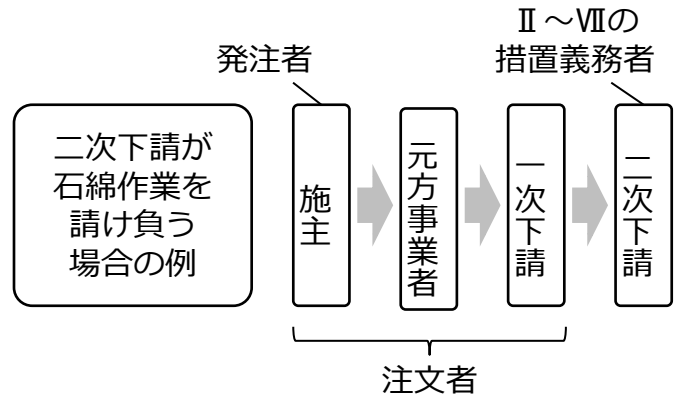 発注者
Ⅱ～Ⅶの
措置義務者
二次下請が
石綿作業を
請け負う
場合の例
施主
元方事業者
一次下請
二次下請
注文者